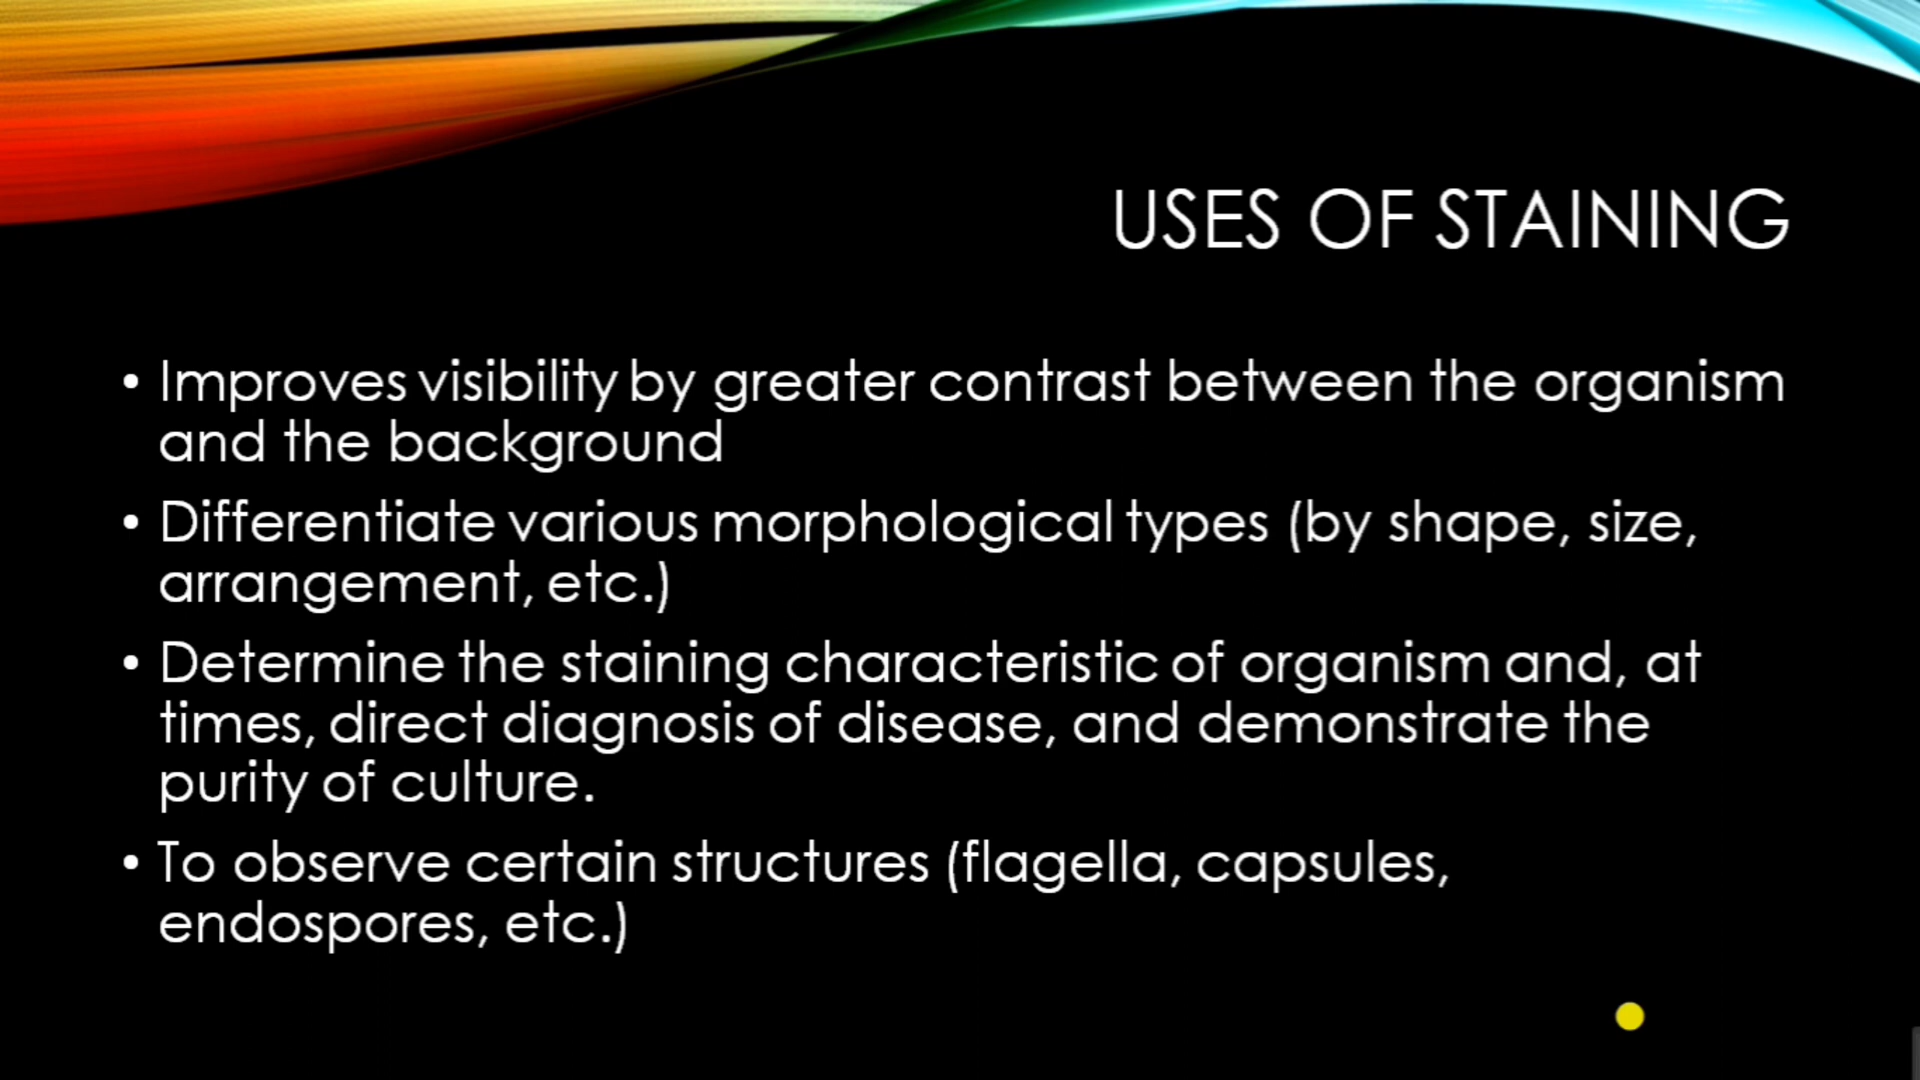 USES OF STAINING
• Improves visibility by greater contrast between the organism
and the background
• Differentiate various morphological types (by shape, size,
arrangement, etc.)
• Determine the staining characteristic of organism and, at
times, direct diagnosis of disease, and demonstrate the
purity of culture.
• To observe certain structures (flagella, capsules,
endospores, etc.)